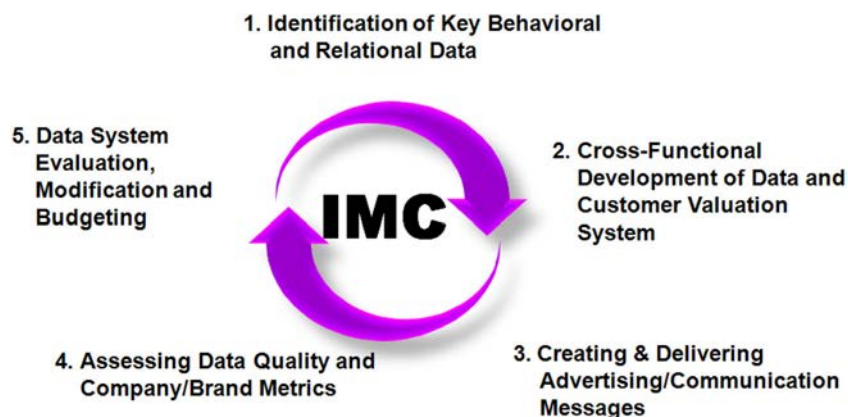 1. Identification of Key Behavioral
and Relational Data
5. Data System
Evaluation,
Modification and
Budgeting
IMC
2. Cross-Functional
Development of Data and
Customer Valuation
System
4. Assessing Data Quality and
Company/Brand Metrics
3. Creating & Delivering
Advertising/Communication
Messages